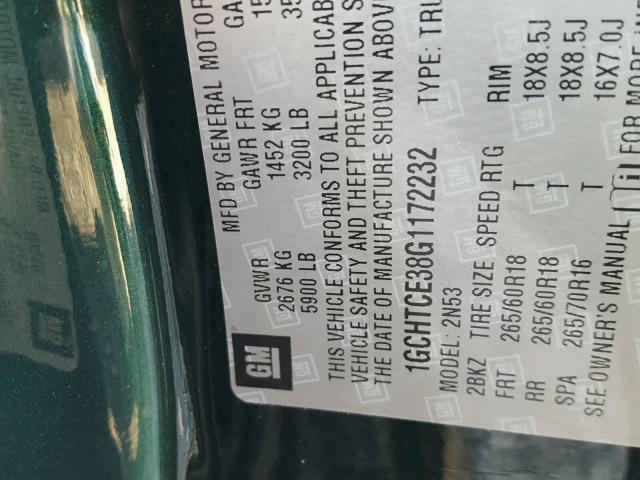 MFD BY GENERAL MOTOR
GVWR GAWR FRT GA
2676 KG 1452 KG 15
5900 LB 3200 LB 35
THIS VEHICLE CONFORMS TO ALL APPLICAB
VEHICLE SAFETY AND THEFT PREVENTION S
THE DATE OF MANUFACTURE SHOWN ABOV
1GCHTCE38G1172232 TYPE: TRU
MODEL: 2N53
2BKZ TIRE SIZE SPEED RTG RIM
FRT 265/60R18 T 18X8.5J
RR 265/60R18 T 18X8.5J
SPA 265/70R16 T 16X7.0J
SEE OWNER'S MANUAL i FOR MORE
GM